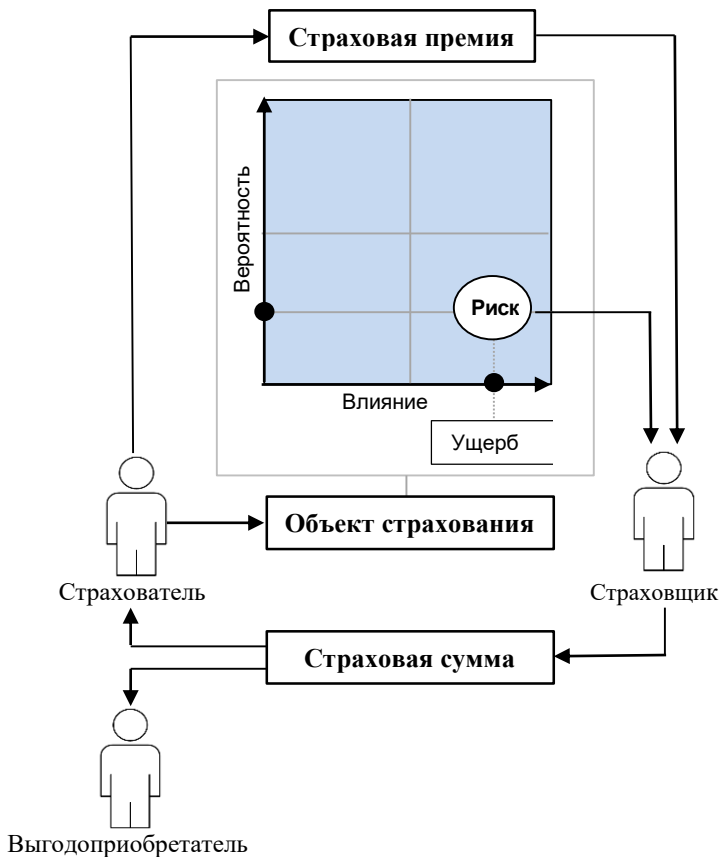 Страховая премия
Вероятность
Риск
Влияние
Ущерб
Объект страхования
Страхователь
Страховщик
Страховая сумма
Выгодоприобретатель